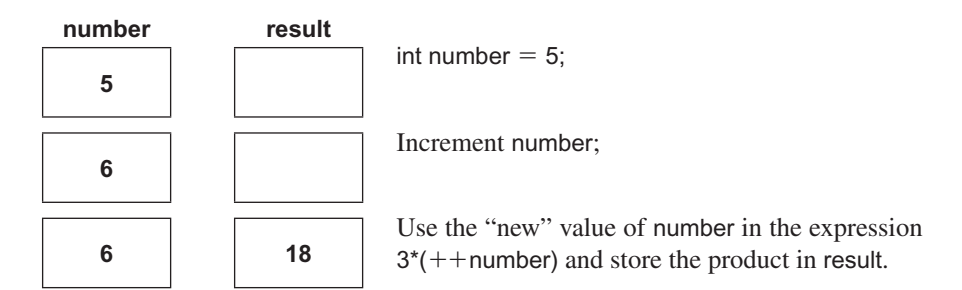 number result
5 int number = 5;
6 Increment number;
6 18 Use the “new” value of number in the expression
3*(++number) and store the product in result.